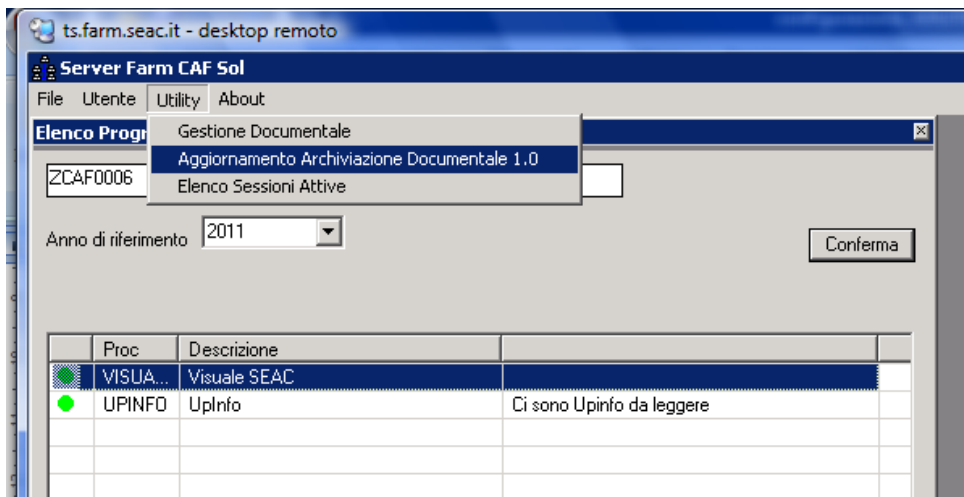 ts.farm.seac.it - desktop remoto
Server Farm CAF Sol
File Utente Utility About
Elenco Progr
Gestione Documentale
Aggiornamento Archiviazione Documentale 1.0
Elenco Sessioni Attive
ZCAF0006
Anno di riferimento 2011
Conferma
Proc Descrizione
VISUA... Visuale SEAC
UPINFO UpInfo Ci sono Upinfo da leggere